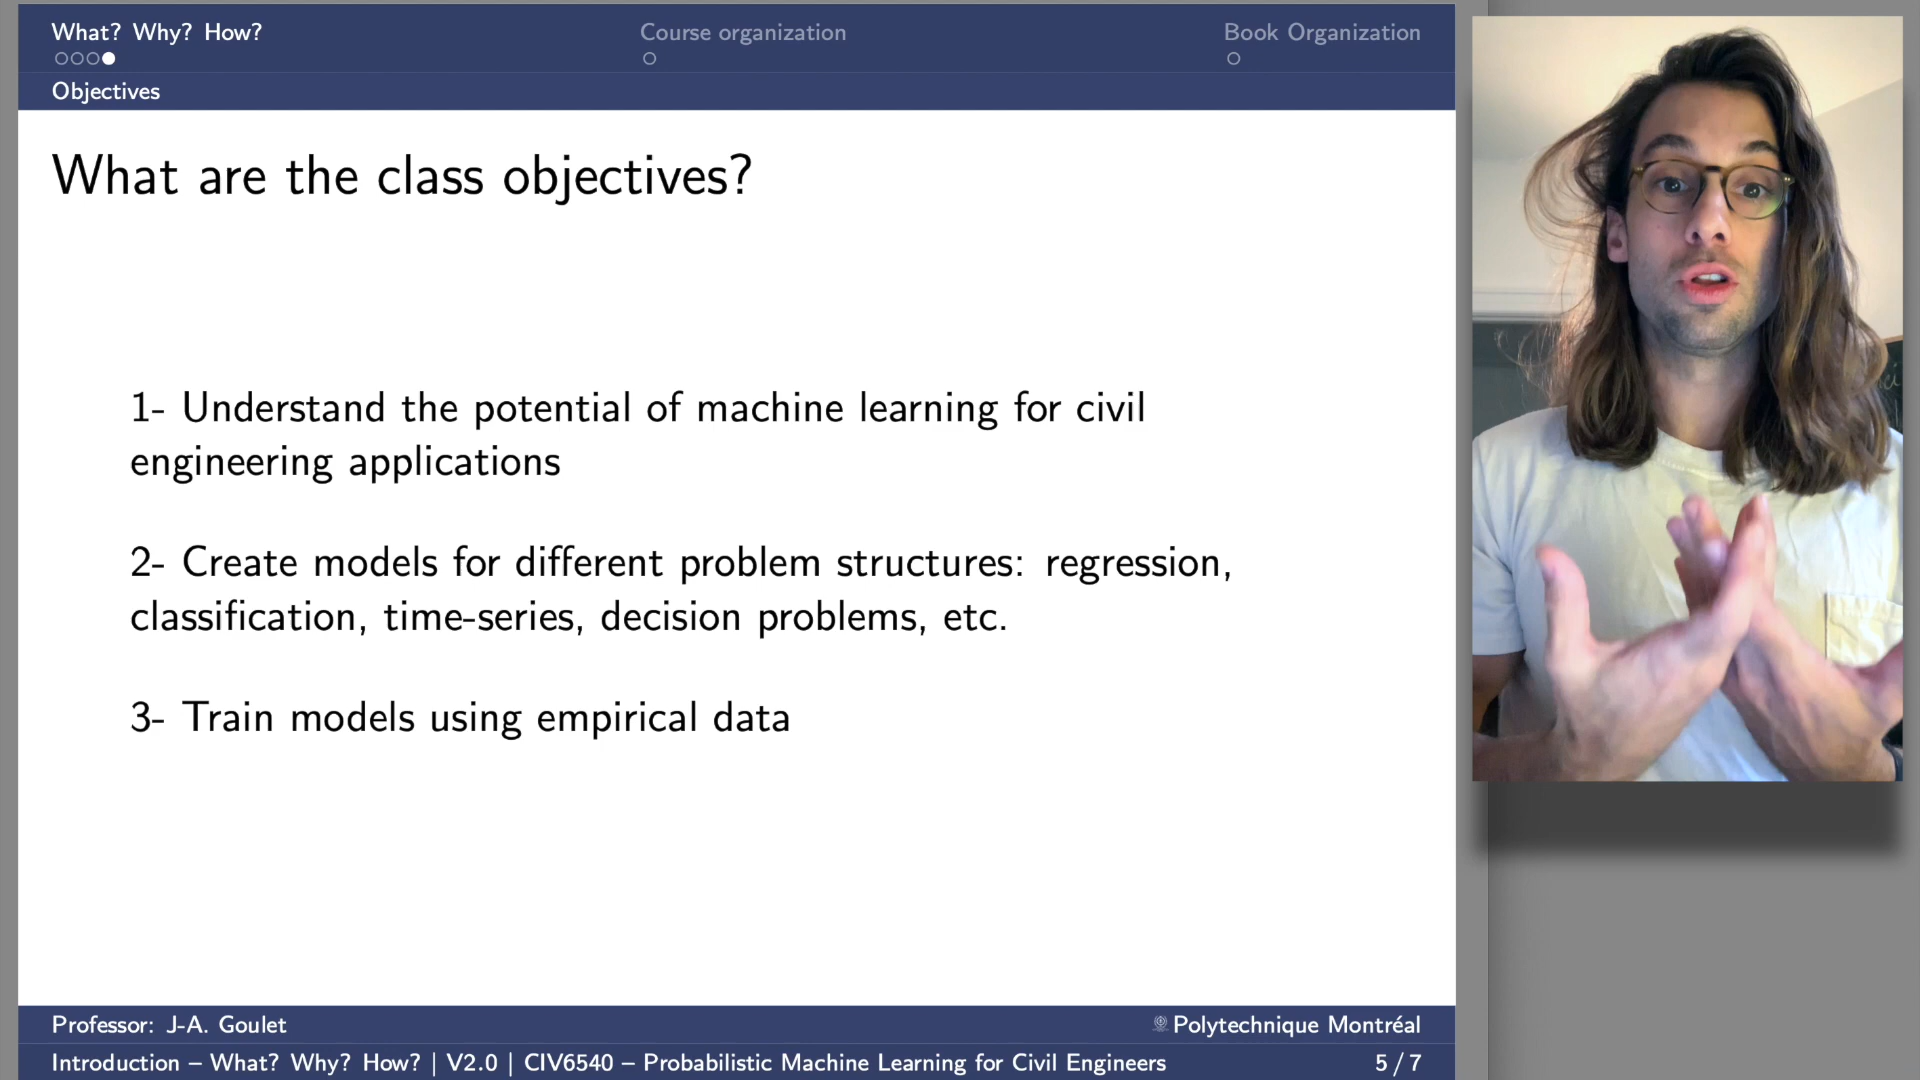 What? Why? How?
Course organization
Book Organization
Objectives
What are the class objectives?
1- Understand the potential of machine learning for civil
engineering applications
2- Create models for different problem structures: regression,
classification, time-series, decision problems, etc.
3- Train models using empirical data
Professor: J-A. Goulet
Polytechnique Montréal
Introduction – What? Why? How? | V2.0 | CIV6540 – Probabilistic Machine Learning for Civil Engineers
5 / 7